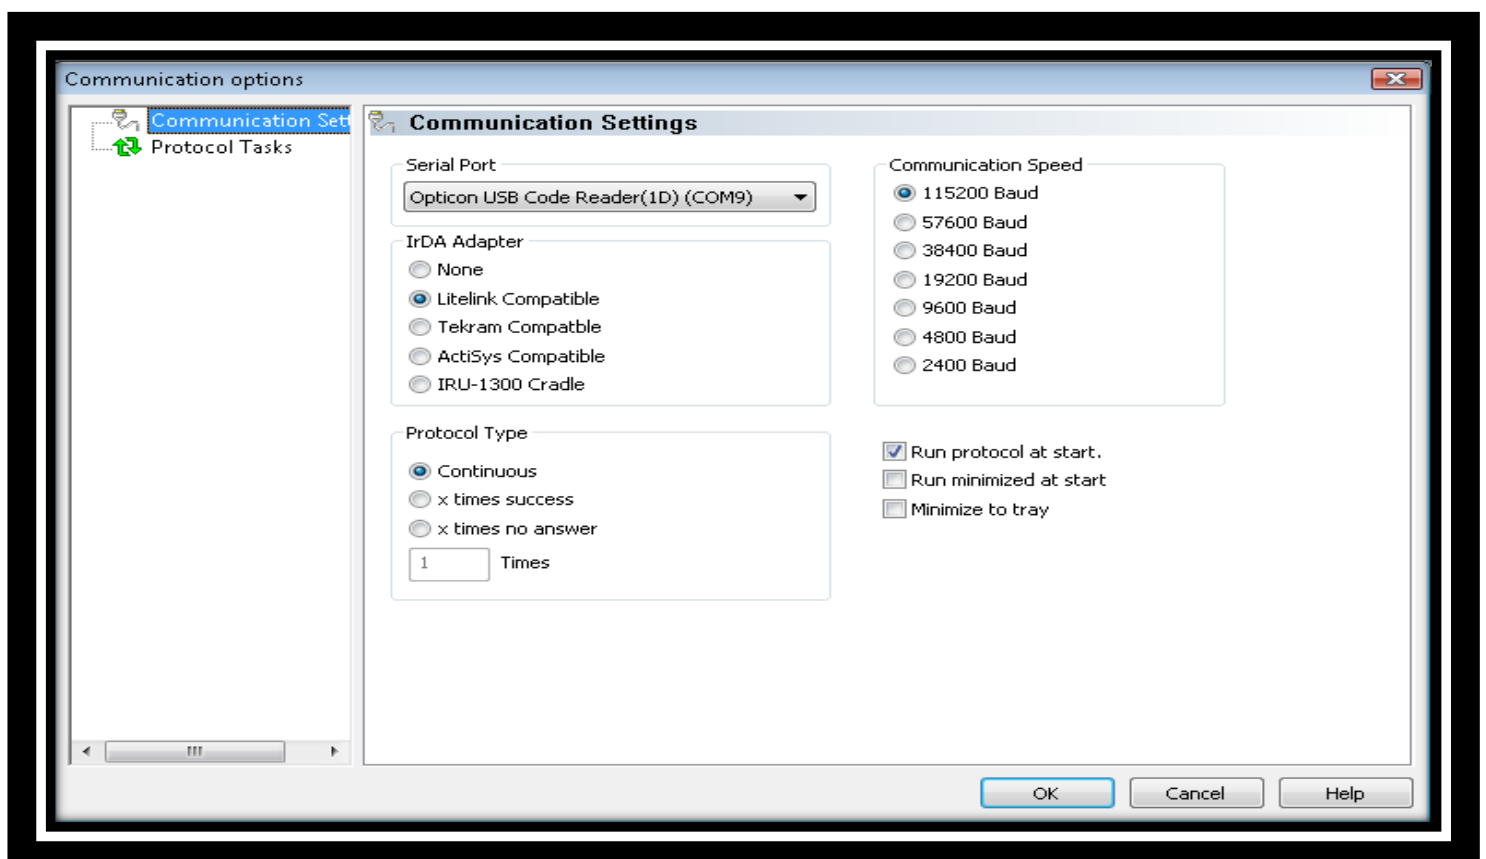 Communication options
Communication Sett
Protocol Tasks
Communication Settings
Serial Port
Opticon USB Code Reader(1D) (COM9)
IrDA Adapter
None
Litelink Compatible
Tekram Compatble
ActiSys Compatible
IRU-1300 Cradle
Protocol Type
Continuous
x times success
x times no answer
1 Times
Communication Speed
115200 Baud
57600 Baud
38400 Baud
19200 Baud
9600 Baud
4800 Baud
2400 Baud
Run protocol at start.
Run minimized at start
Minimize to tray
OK Cancel Help